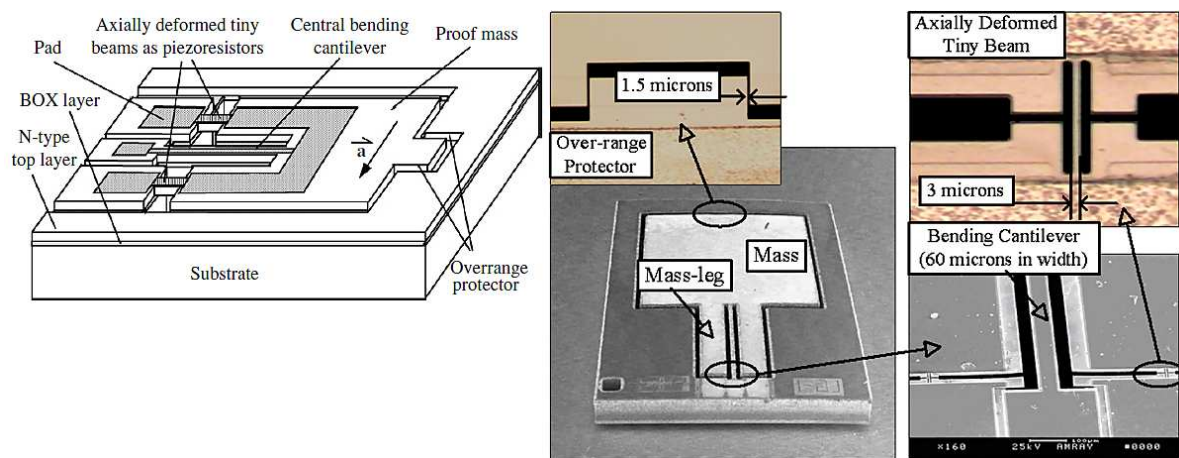 Axially deformed tiny
beams as piezoresistors
Central bending
cantilever
Proof mass
Pad
BOX layer
N-type
top layer
a
Substrate
Overrange
protector
1.5 microns
Over-range
Protector
Mass
Mass-leg
Axially Deformed
Tiny Beam
3 microns
Bending Cantilever
(60 microns in width)
×160 25kV AMRAY #0000
100µm